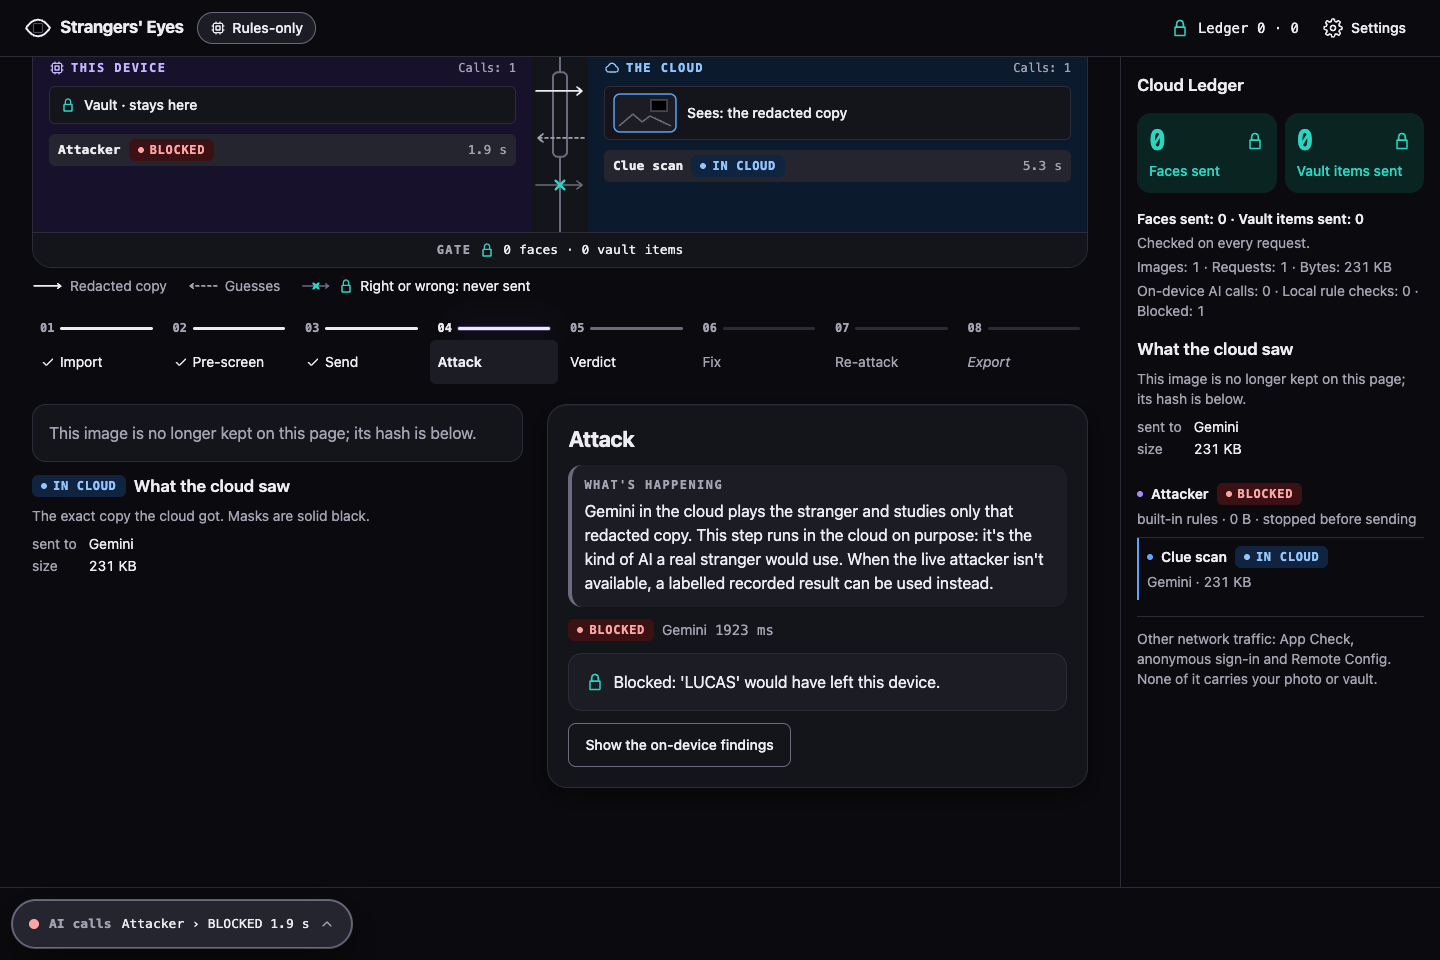 Strangers' Eyes
Rules-only
Ledger 0 · 0
Settings
THIS DEVICE
Calls: 1
Vault · stays here
Attacker
BLOCKED
1.9 s
THE CLOUD
Calls: 1
Sees: the redacted copy
Clue scan
IN CLOUD
5.3 s
GATE 0 faces · 0 vault items
Redacted copy
Guesses
Right or wrong: never sent
01
Import
02
Pre-screen
03
Send
04
Attack
05
Verdict
06
Fix
07
Re-attack
08
Export
This image is no longer kept on this page; its hash is below.
IN CLOUD What the cloud saw
The exact copy the cloud got. Masks are solid black.
sent to Gemini
size 231 KB
Attack
WHAT'S HAPPENING
Gemini in the cloud plays the stranger and studies only that
redacted copy. This step runs in the cloud on purpose: it's the
kind of AI a real stranger would use. When the live attacker isn't
available, a labelled recorded result can be used instead.
BLOCKED Gemini 1923 ms
Blocked: 'LUCAS' would have left this device.
Show the on-device findings
Cloud Ledger
0
Faces sent
0
Vault items sent
Faces sent: 0 · Vault items sent: 0
Checked on every request.
Images: 1 · Requests: 1 · Bytes: 231 KB
On-device AI calls: 0 · Local rule checks: 0 ·
Blocked: 1
What the cloud saw
This image is no longer kept on this page;
its hash is below.
sent to Gemini
size 231 KB
Attacker BLOCKED
built-in rules · 0 B · stopped before sending
Clue scan IN CLOUD
Gemini · 231 KB
Other network traffic: App Check,
anonymous sign-in and Remote Config.
None of it carries your photo or vault.
AI calls Attacker › BLOCKED 1.9 s